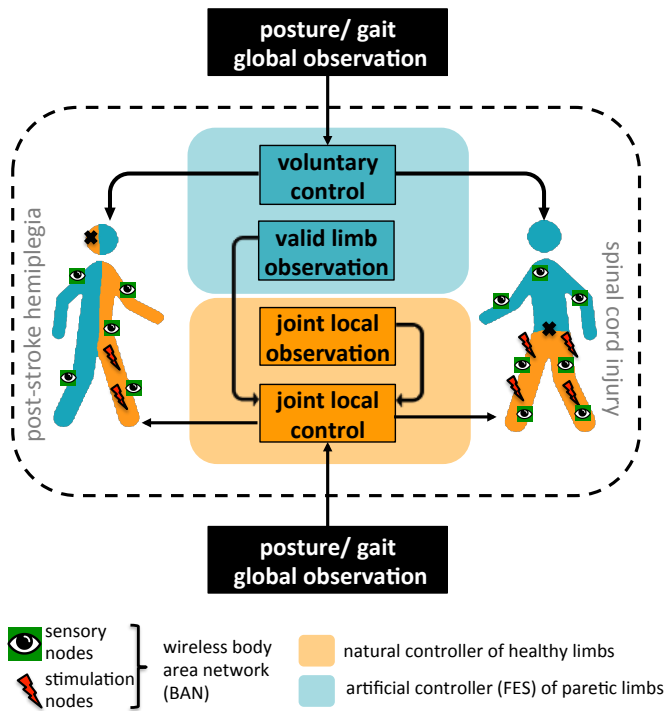 posture/ gait
global observation
voluntary
control
valid limb
observation
joint local
observation
joint local
control
post-stroke hemiplegia
spinal cord injury
posture/ gait
global observation
sensory
nodes
stimulation
nodes
wireless body
area network
(BAN)
natural controller of healthy limbs
artificial controller (FES) of paretic limbs